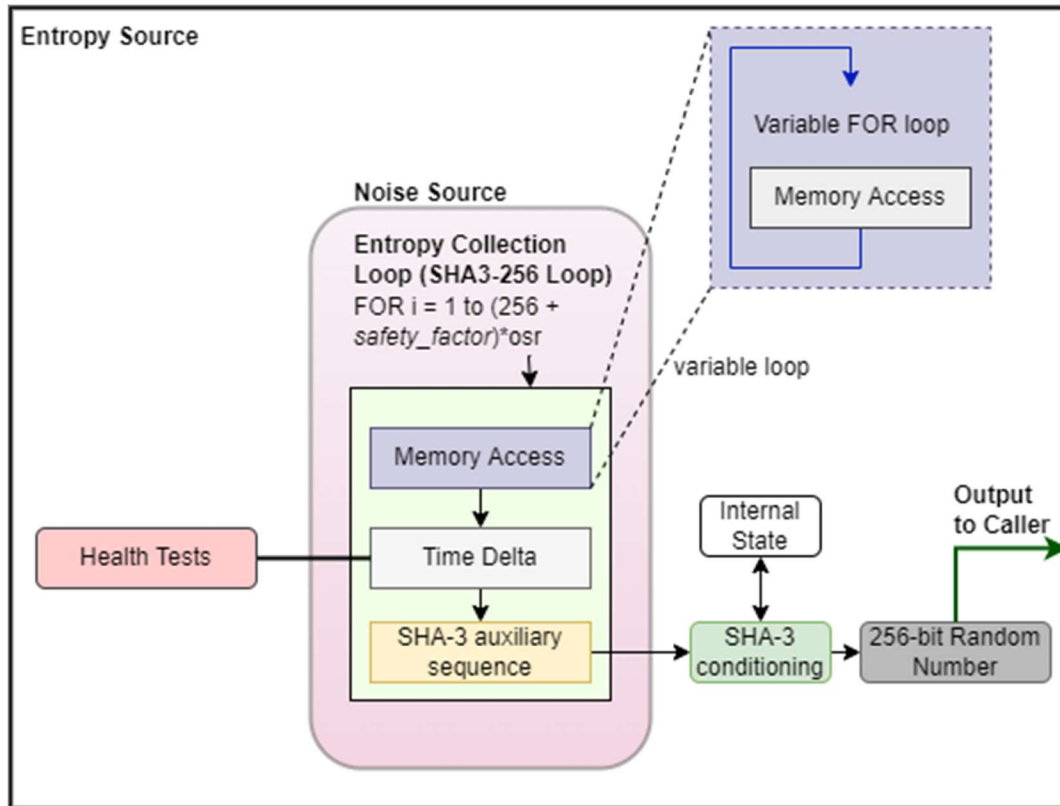 Entropy Source
Variable FOR loop
Memory Access
Noise Source
Entropy Collection
Loop (SHA3-256 Loop)
FOR i = 1 to (256 +
safety_factor)*osr
variable loop
Memory Access
Health Tests
Time Delta
SHA-3 auxiliary
sequence
Internal
State
SHA-3
conditioning
Output
to Caller
256-bit Random
Number